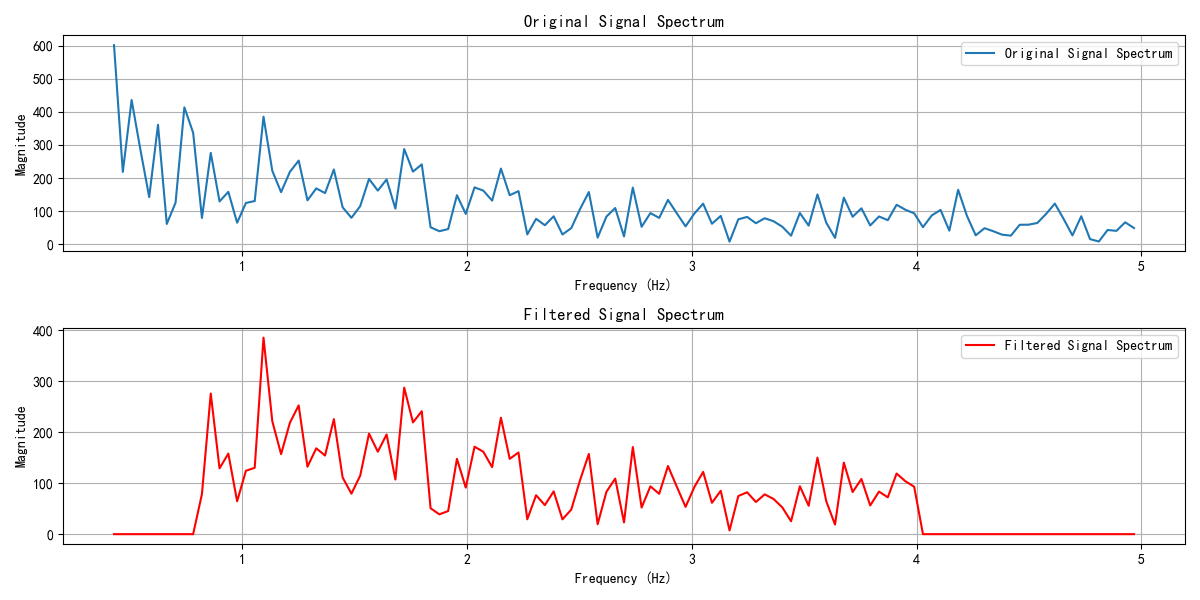 Original Signal Spectrum
600
500
400
300
200
100
0
Magnitude
Original Signal Spectrum
1 2 3 4 5
Frequency (Hz)
Filtered Signal Spectrum
400
300
200
100
0
Magnitude
Filtered Signal Spectrum
1 2 3 4 5
Frequency (Hz)